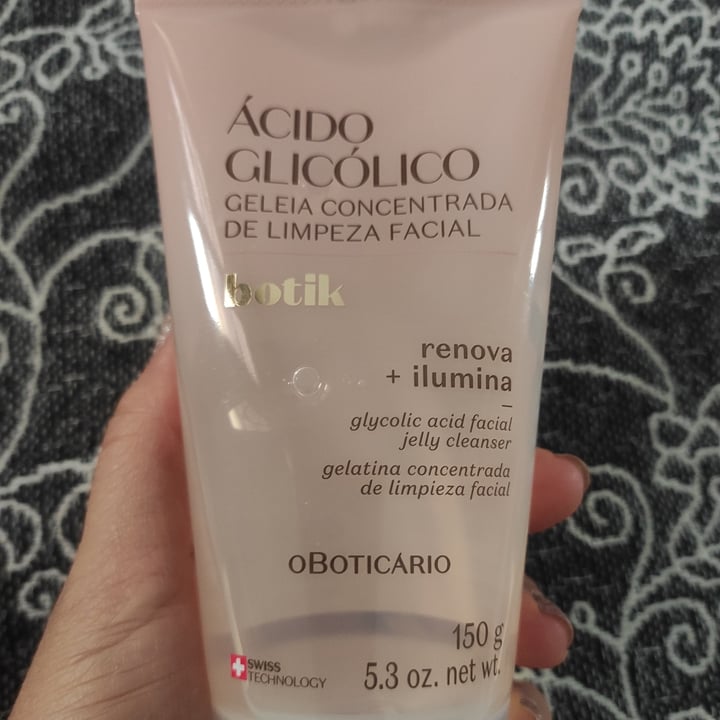 ÁCIDO
GLICÓLICO
GELEIA CONCENTRADA
DE LIMPEZA FACIAL
botik
renova
+ ilumina
glycolic acid facial
jelly cleanser
gelatina concentrada
de limpieza facial
oBOTICÁRIO
150 g
5.3 oz. net wt.
SWISS
TECHNOLOGY